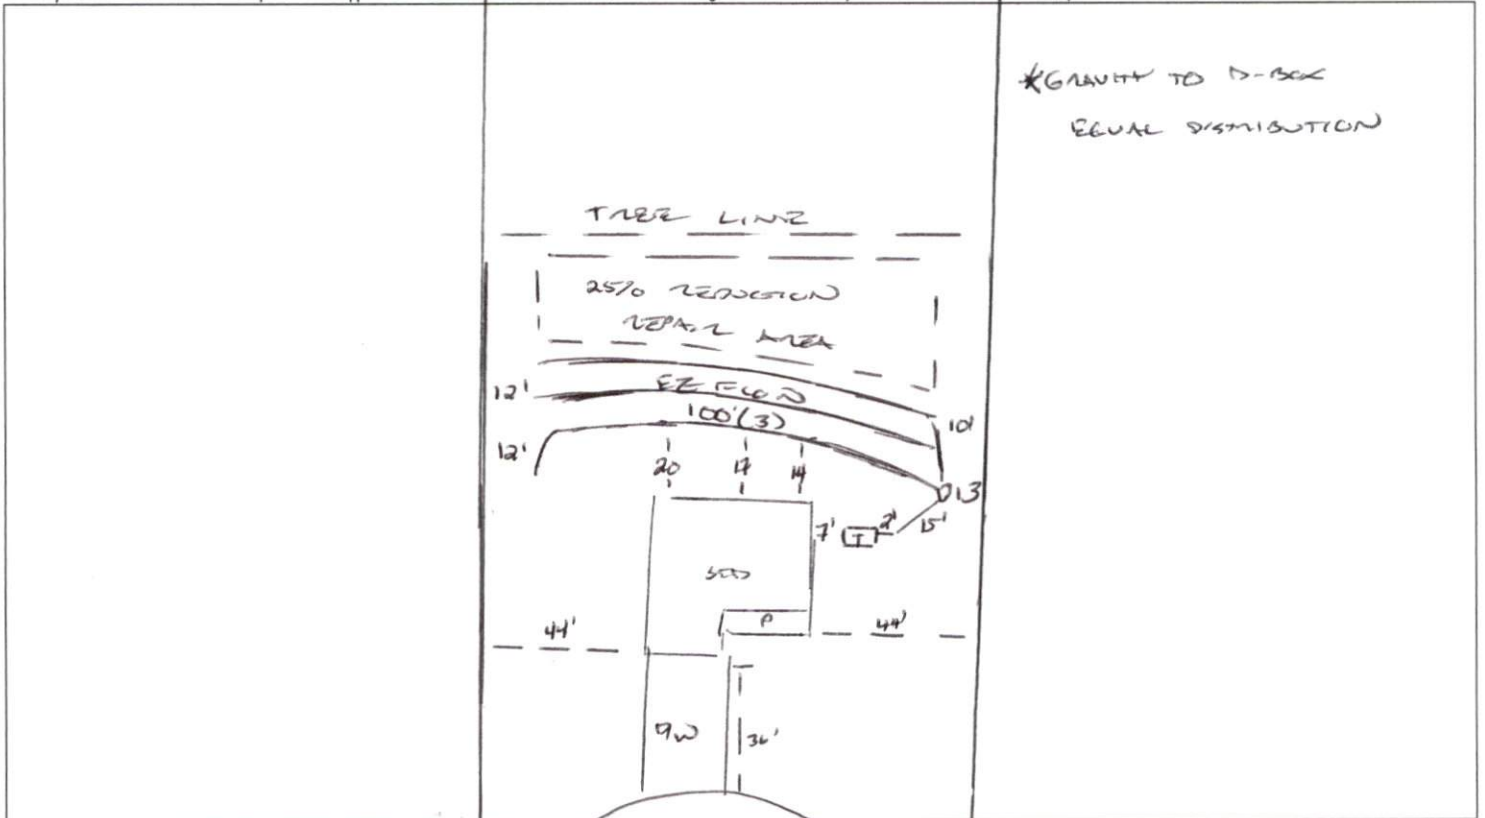 *GRAVITY TO D-BOX
EQUAL DISTRIBUTION
TREE LINE
25% REDUCTION
REPAIR AREA
12'
EZ FLOW
100'(3)
10'
12'
20
17
14
13
7'
T
2'
15'
P
44'
44'
DW